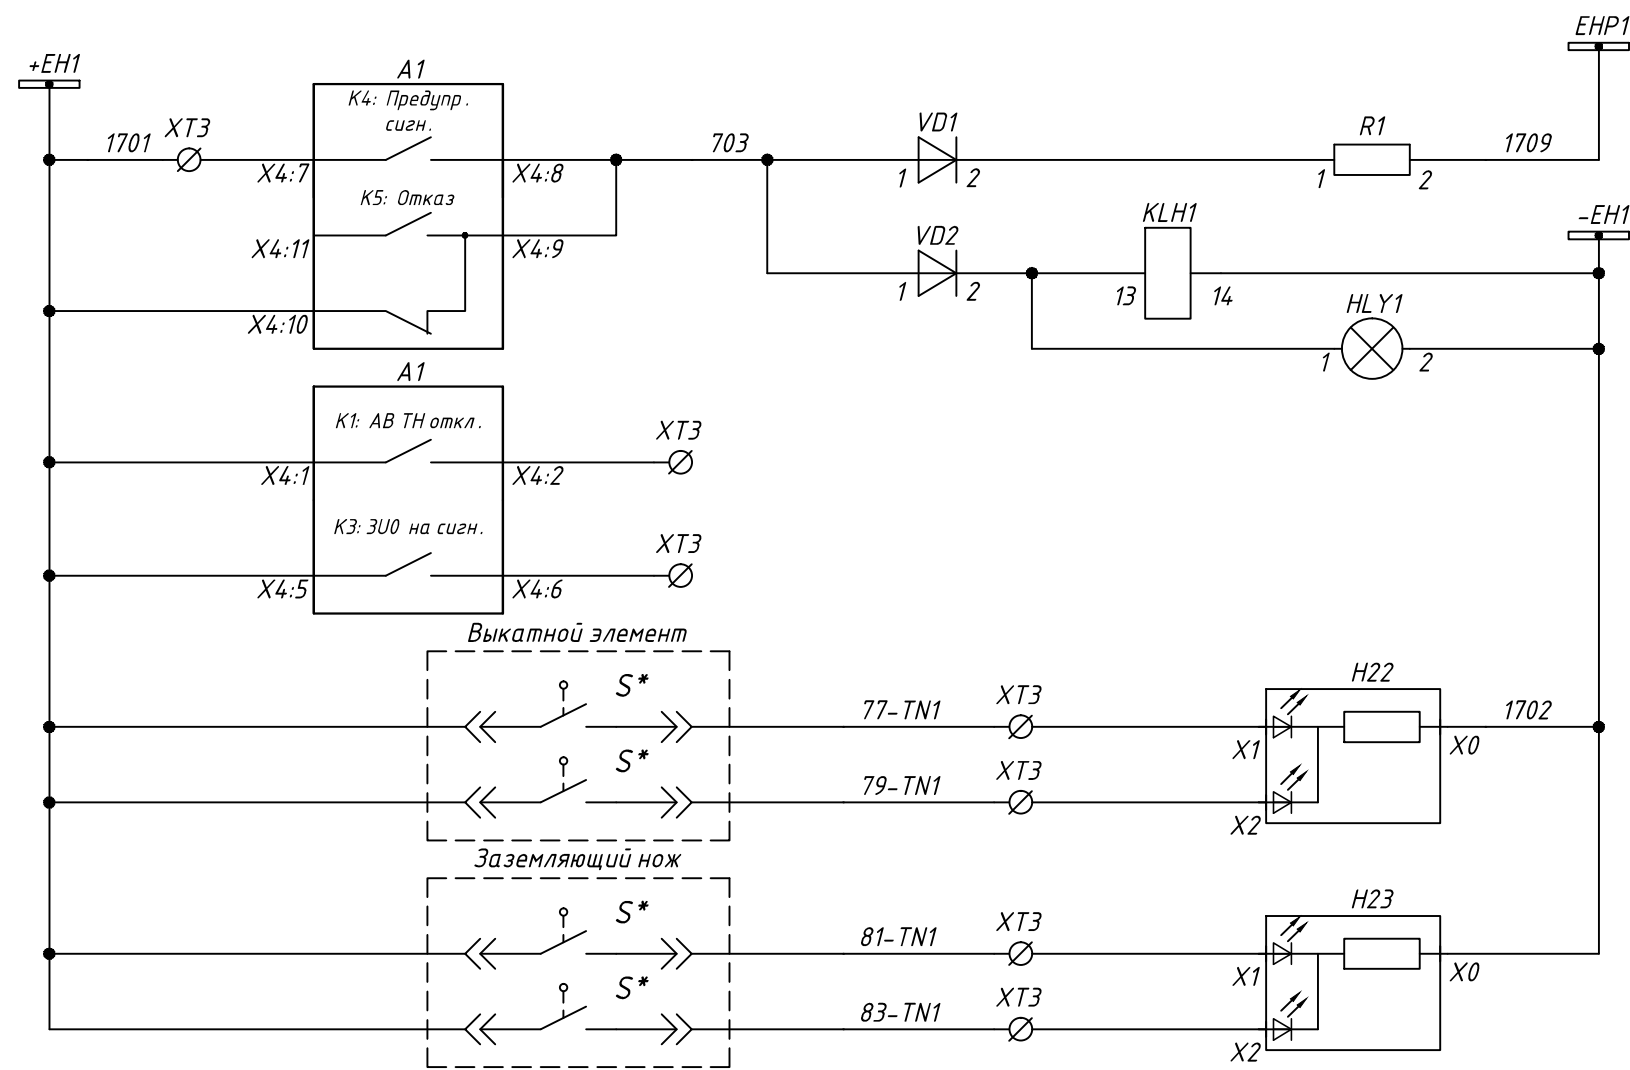 EHP1
+EH1
A1
K4: Предупр.
сигн.
1701
XT3
703
VD1
R1
1709
X4:7
X4:8
1
2
1
2
K5: Отказ
KLH1
-EH1
X4:11
X4:9
VD2
1
2
13
14
HLY1
X4:10
1
2
A1
K1: АВ ТН откл.
XT3
X4:1
X4:2
K3: 3U0 на сигн.
XT3
X4:5
X4:6
Выкатной элемент
S*
77-TN1
XT3
H22
1702
X1
X0
S*
79-TN1
XT3
X2
Заземляющий нож
S*
81-TN1
XT3
H23
X1
X0
S*
83-TN1
XT3
X2